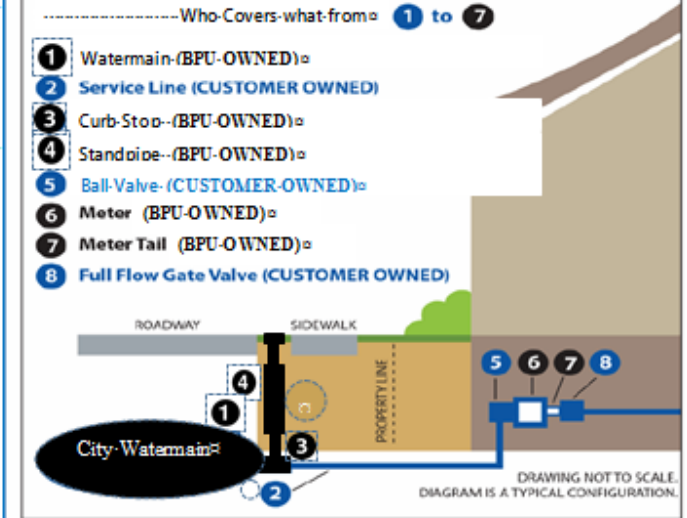 Who·Covers·what·from¤ 1 to 7
1 Watermain·(BPU·OWNED)¤
2 Service Line (CUSTOMER OWNED)
3 Curb·Stop··(BPU·OWNED)¤
4 Standpipe··(BPU·OWNED)¤
5 Ball·Valve·(CUSTOMER·OWNED)¤
6 Meter (BPU·OWNED)¤
7 Meter Tail (BPU·OWNED)¤
8 Full Flow Gate Valve (CUSTOMER OWNED)
ROADWAY SIDEWALK
5 6 7 8
4
1
PROPERTY LINE
City·Watermain¤
3
2
DRAWING NOT TO SCALE.
DIAGRAM IS A TYPICAL CONFIGURATION.